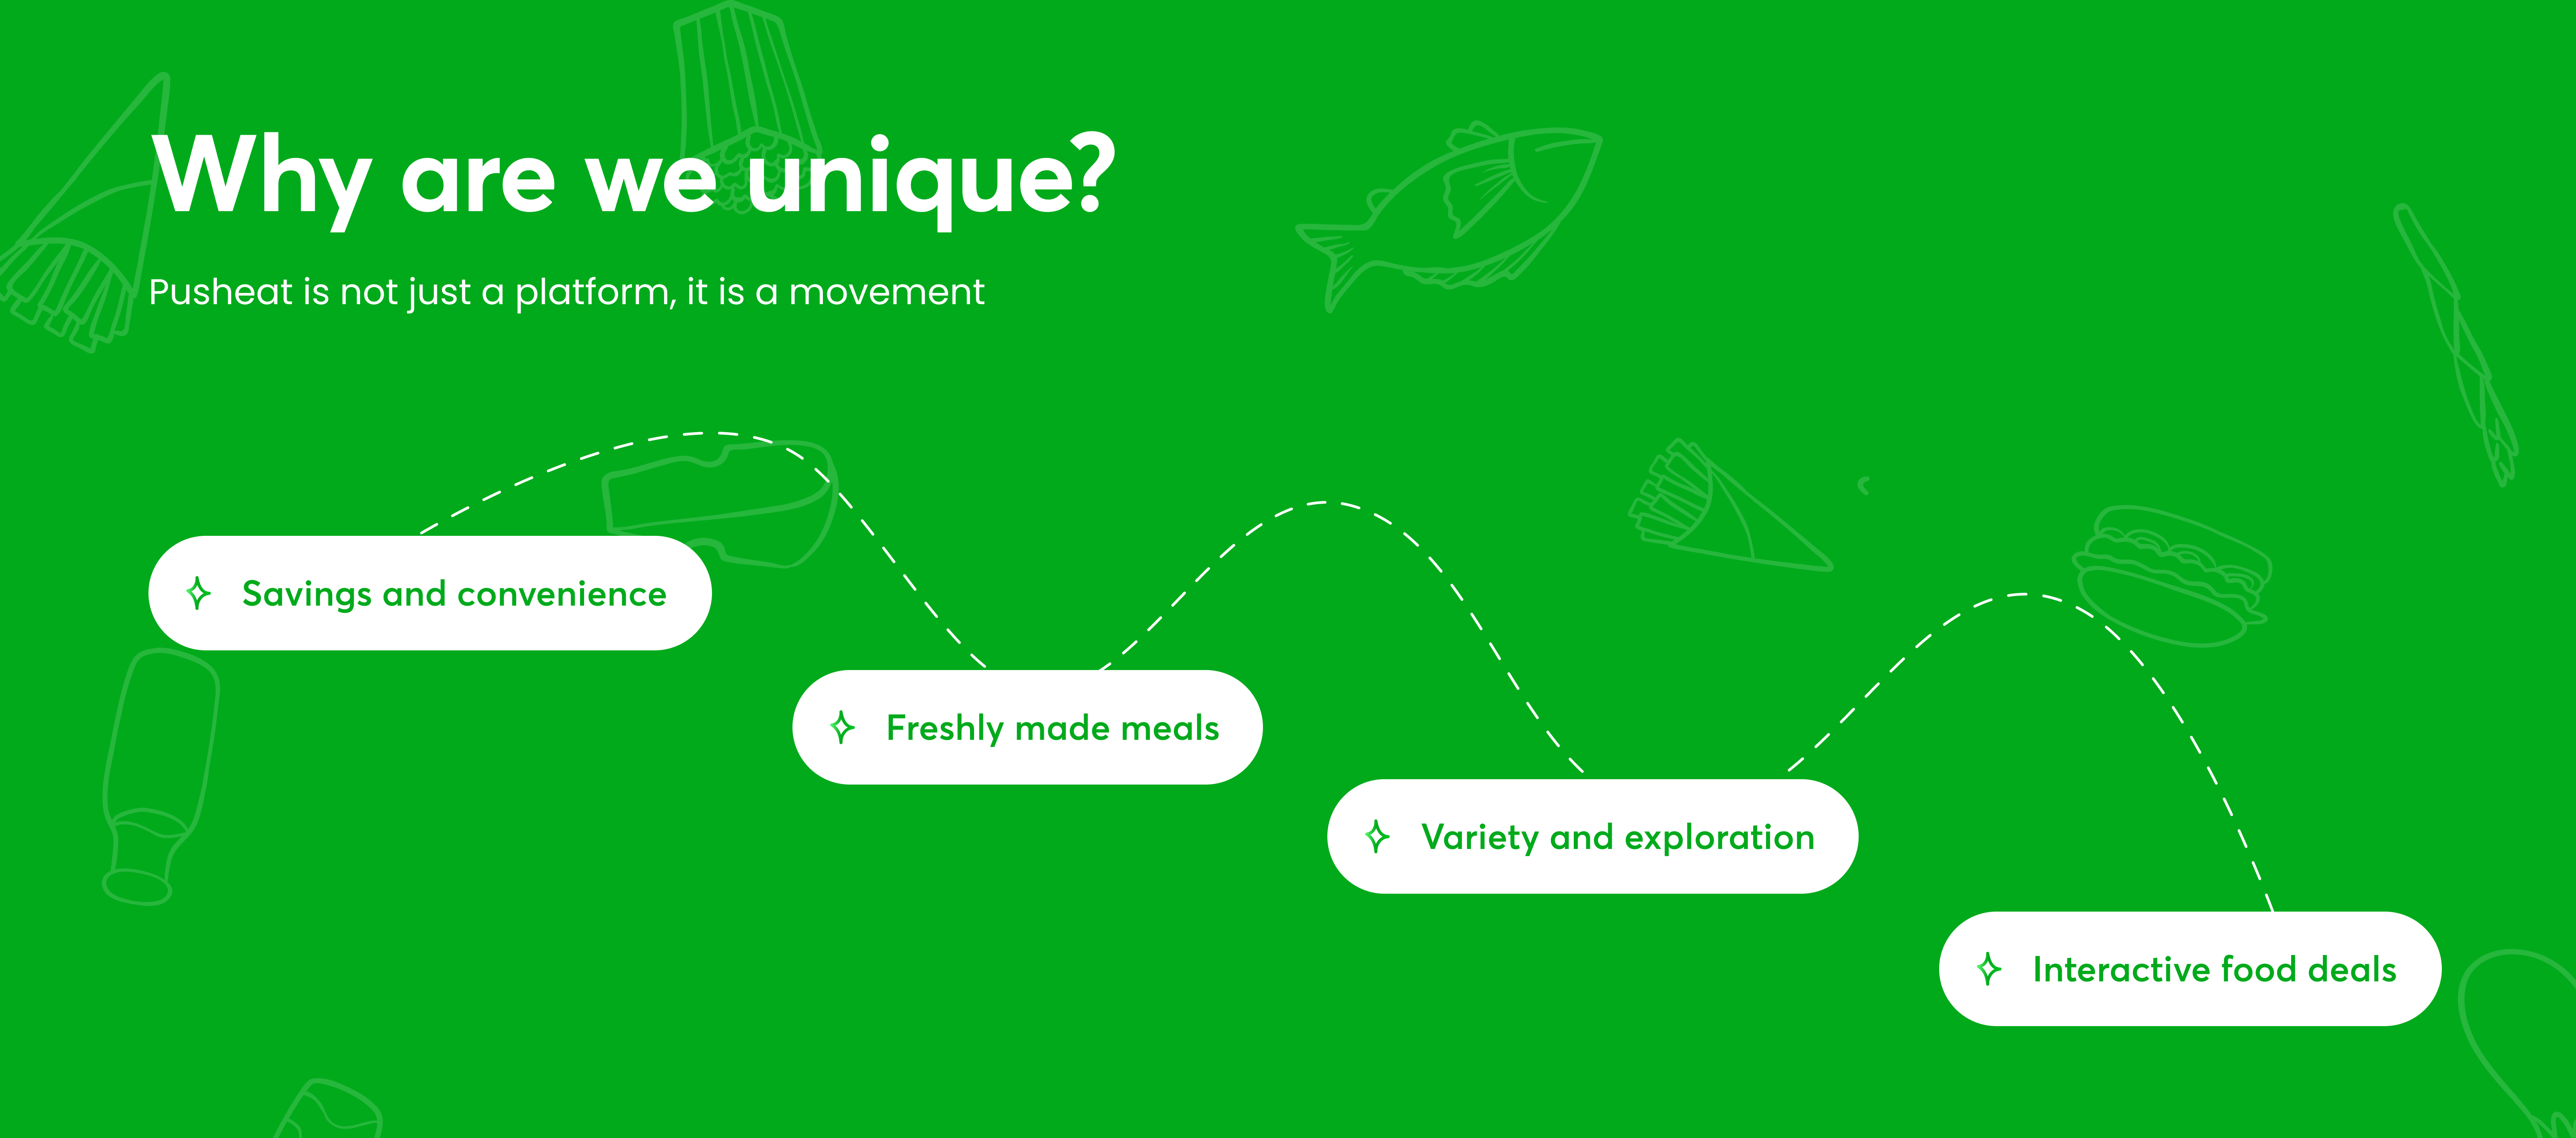 Why are we unique?
Pusheat is not just a platform, it is a movement
Savings and convenience
Freshly made meals
Variety and exploration
Interactive food deals